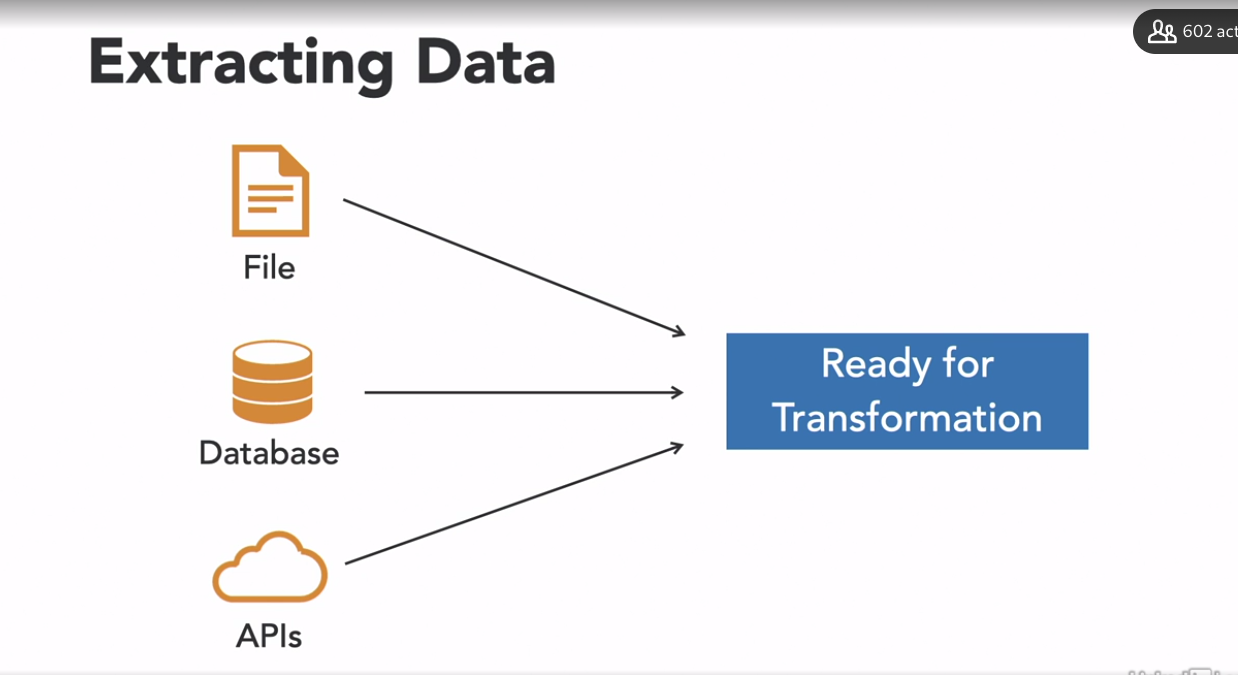 Extracting Data
602 act
File
Ready for
Transformation
Database
APIs